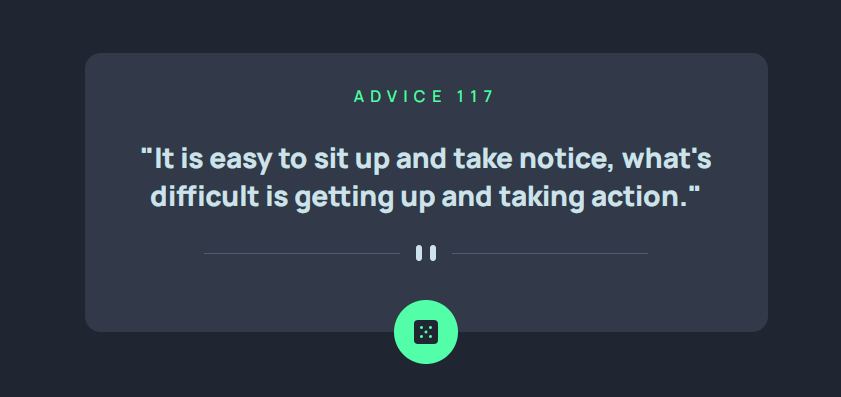 ADVICE 117
"It is easy to sit up and take notice, what's
difficult is getting up and taking action."